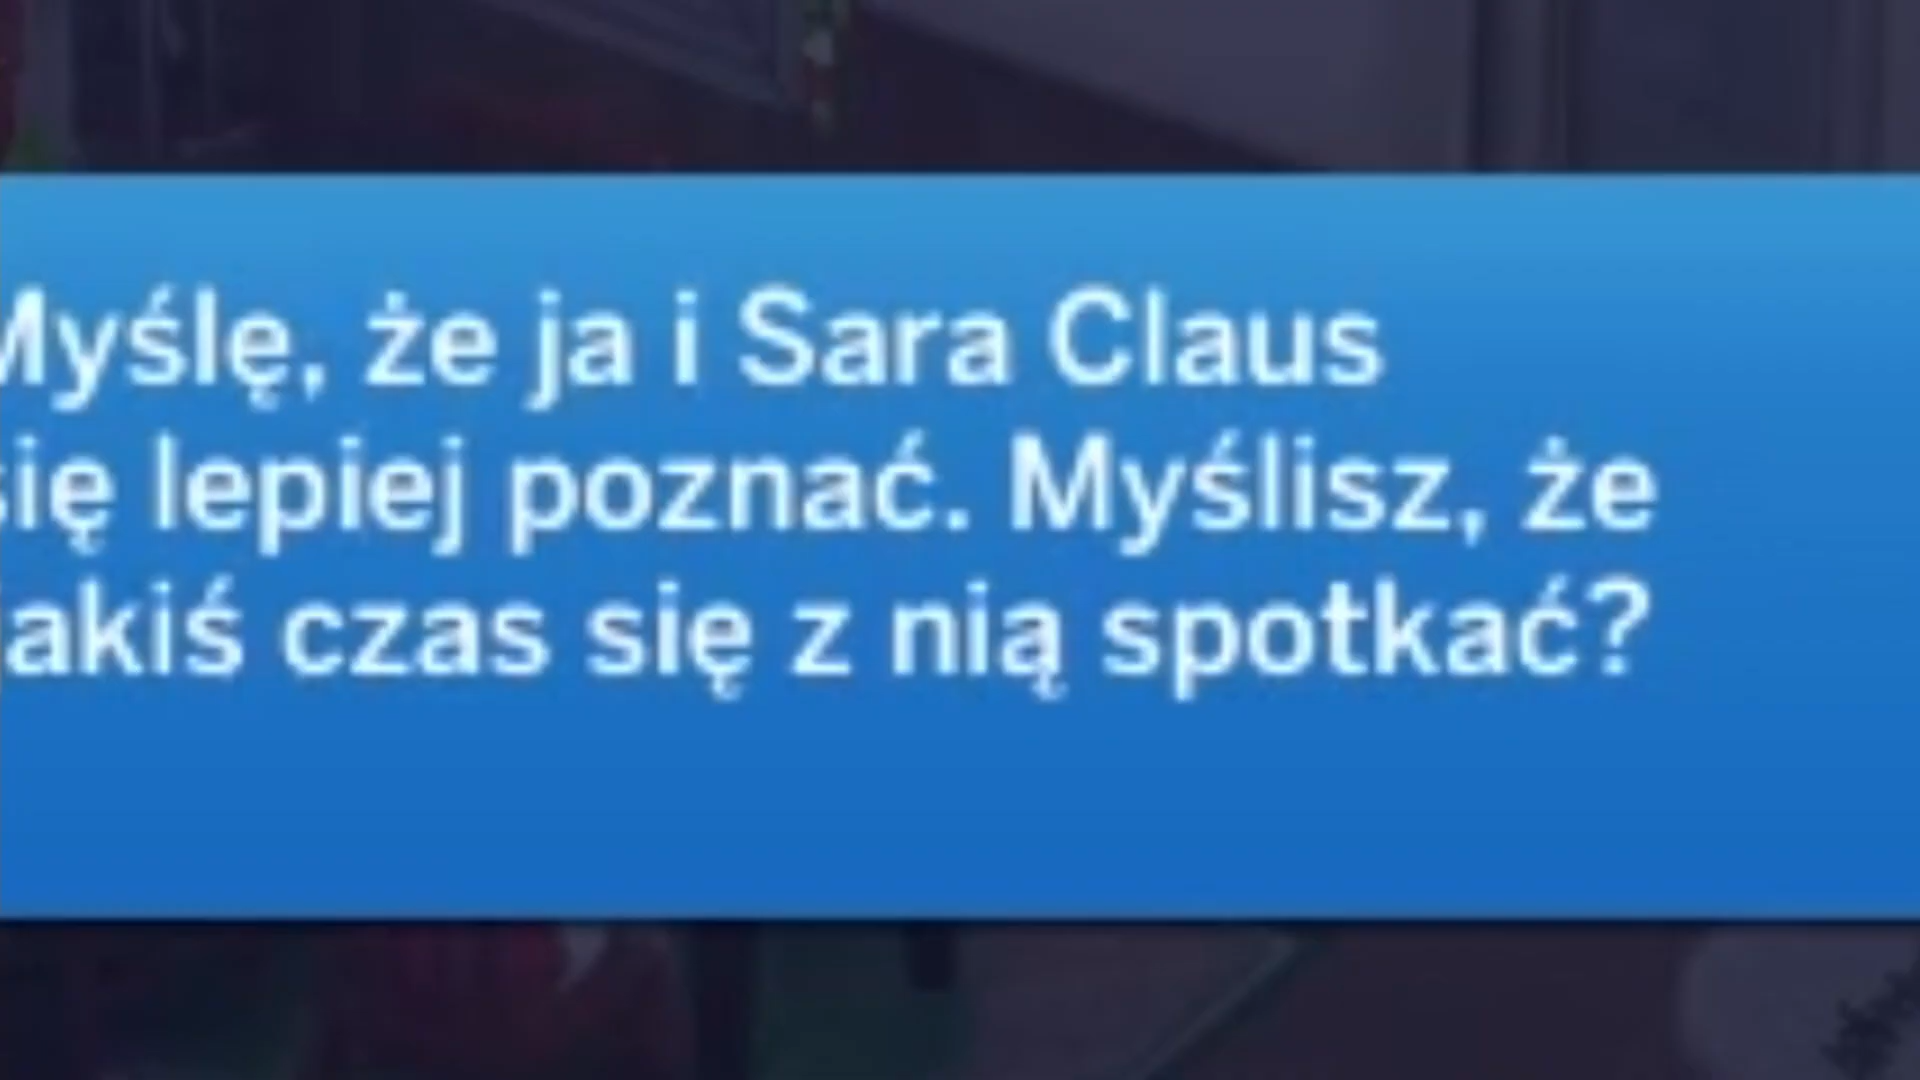 Myślę, że ja i Sara Claus
się lepiej poznać. Myślisz, że
jakiś czas się z nią spotkać?